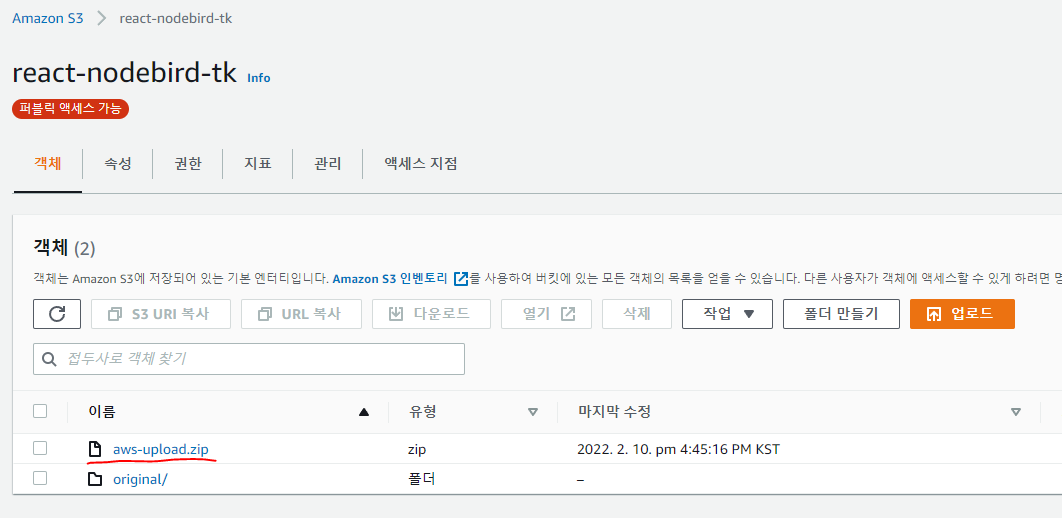 Amazon S3 > react-nodebird-tk
react-nodebird-tk Info
퍼블릭 액세스 가능
객체 속성 권한 지표 관리 액세스 지점
객체 (2)
객체는 Amazon S3에 저장되어 있는 기본 엔터티입니다. Amazon S3 인벤토리 를 사용하여 버킷에 있는 모든 객체의 목록을 얻을 수 있습니다. 다른 사용자가 객체에 액세스할 수 있게 하려면
S3 URI 복사 URL 복사 다운로드 열기 삭제 작업 폴더 만들기 업로드
접두사로 객체 찾기
이름 유형 마지막 수정
aws-upload.zip zip 2022. 2. 10. pm 4:45:16 PM KST
original/ 폴더 –